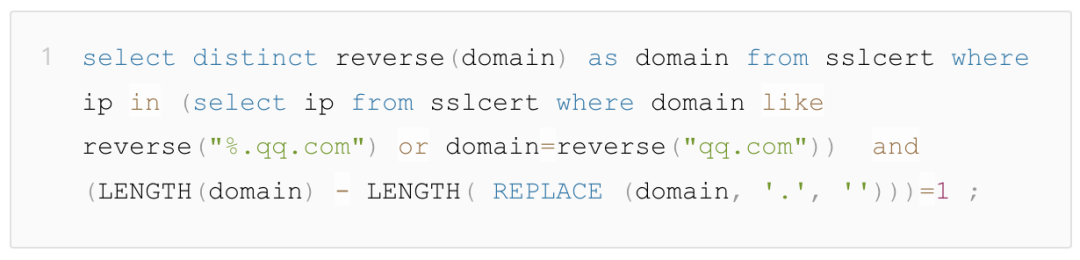 1 select distinct reverse(domain) as domain from sslcert where
ip in (select ip from sslcert where domain like
reverse("%.qq.com") or domain=reverse("qq.com"))  and
(LENGTH(domain) - LENGTH( REPLACE (domain, '.', '')))=1 ;